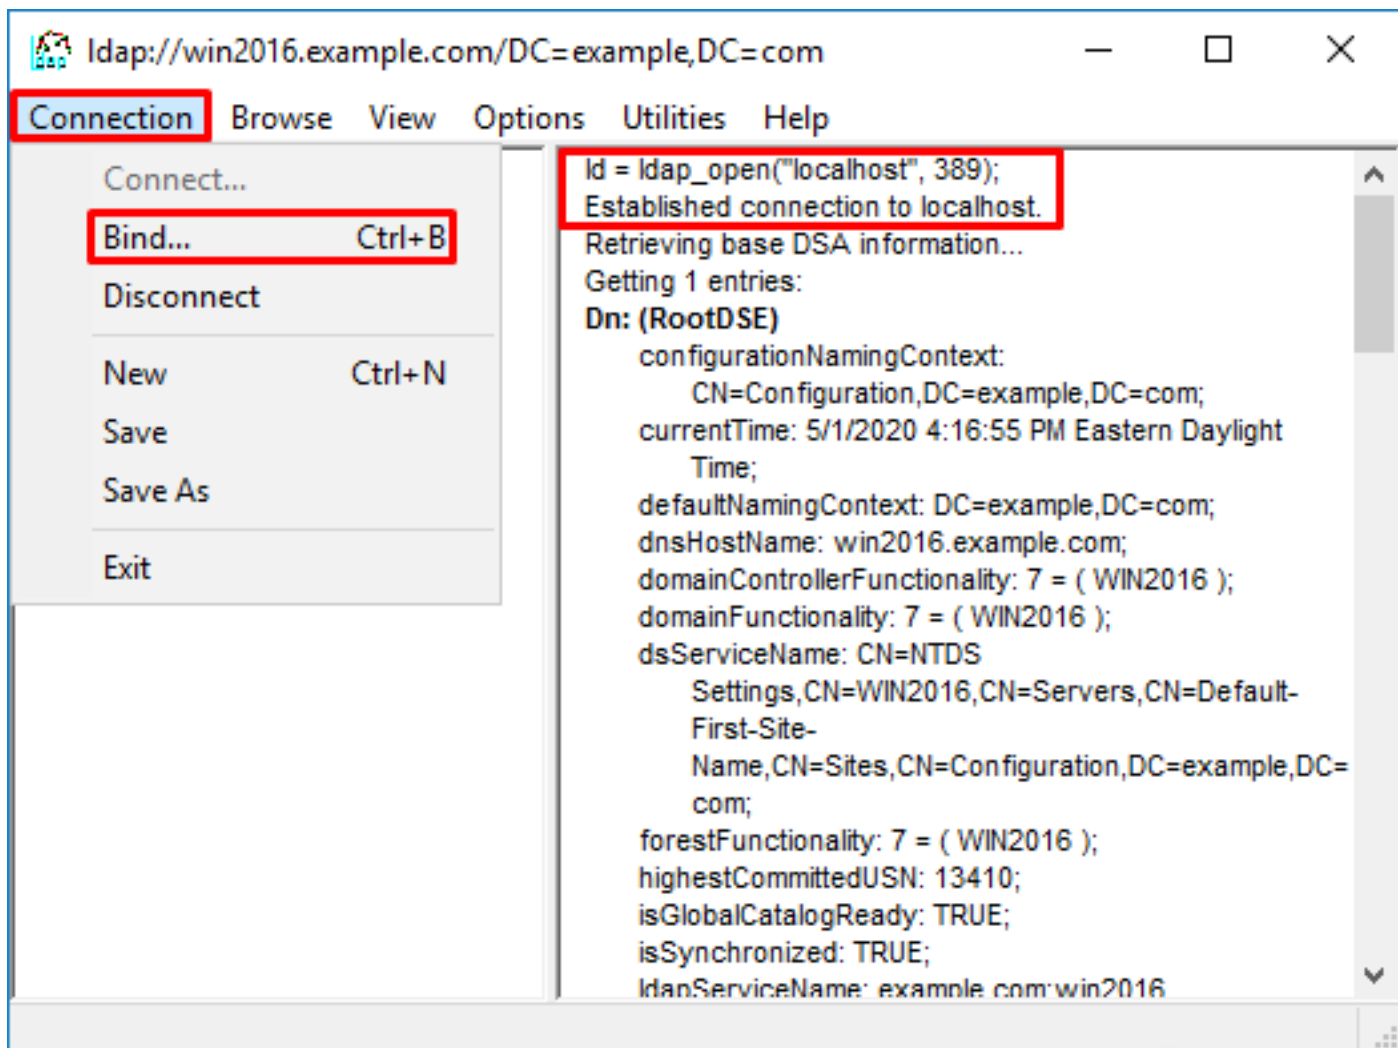 ldap://win2016.example.com/DC=example,DC=com
Connection Browse View Options Utilities Help
Connect...
Bind... Ctrl+B
Disconnect
New Ctrl+N
Save
Save As
Exit
ld = ldap_open("localhost", 389);
Established connection to localhost.
Retrieving base DSA information...
Getting 1 entries:
Dn: (RootDSE)
configurationNamingContext:
CN=Configuration,DC=example,DC=com;
currentTime: 5/1/2020 4:16:55 PM Eastern Daylight
Time;
defaultNamingContext: DC=example,DC=com;
dnsHostName: win2016.example.com;
domainControllerFunctionality: 7 = ( WIN2016 );
domainFunctionality: 7 = ( WIN2016 );
dsServiceName: CN=NTDS
Settings,CN=WIN2016,CN=Servers,CN=Default-
First-Site-
Name,CN=Sites,CN=Configuration,DC=example,DC=
com;
forestFunctionality: 7 = ( WIN2016 );
highestCommittedUSN: 13410;
isGlobalCatalogReady: TRUE;
isSynchronized: TRUE;
ldapServiceName: example.com:win2016